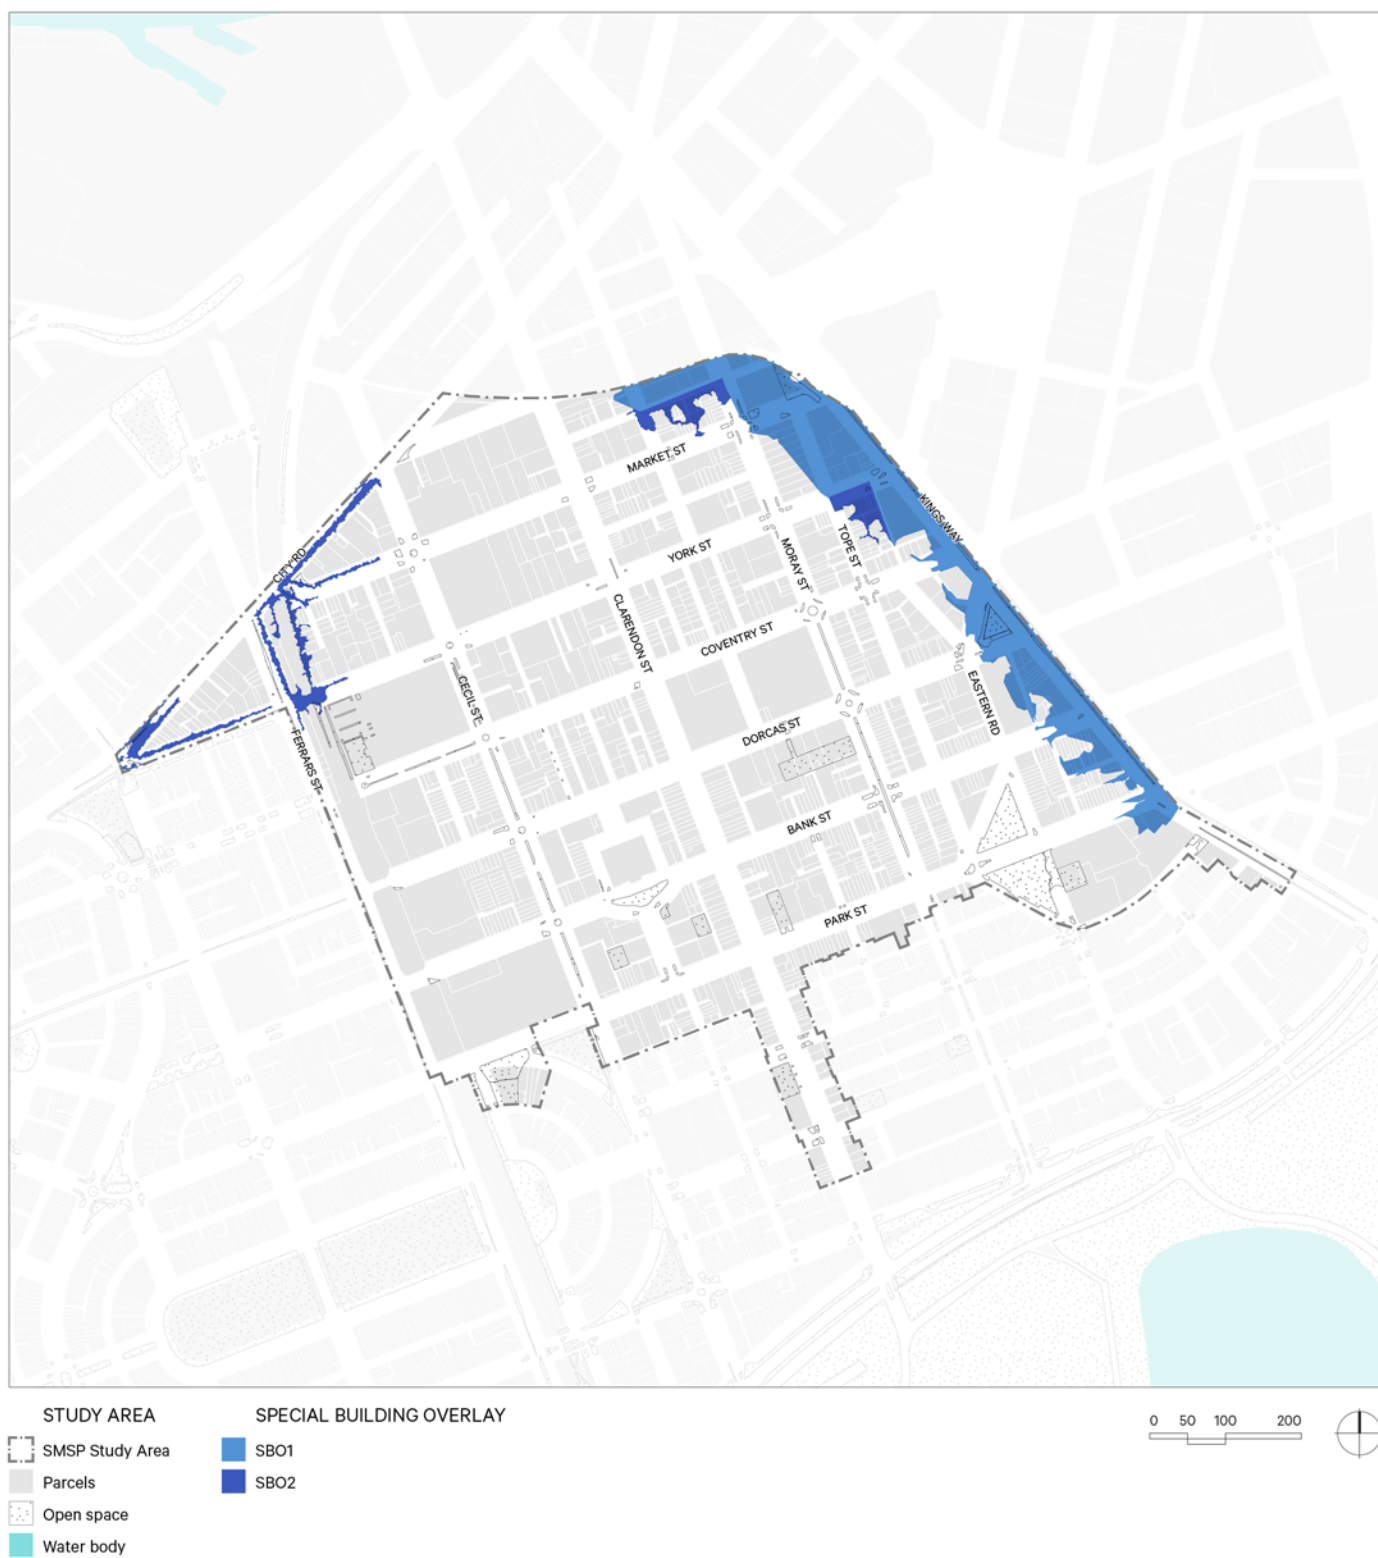 MARKET ST
KINGS WAY
YORK ST
MORAY ST
TOPE ST
CITY RD
CLARENDON ST
COVENTRY ST
CECIL ST
EASTERN RD
DORCAS ST
FERRARS ST
BANK ST
PARK ST
STUDY AREA
SMSP Study Area
Parcels
Open space
Water body
SPECIAL BUILDING OVERLAY
SBO1
SBO2
0 50 100 200